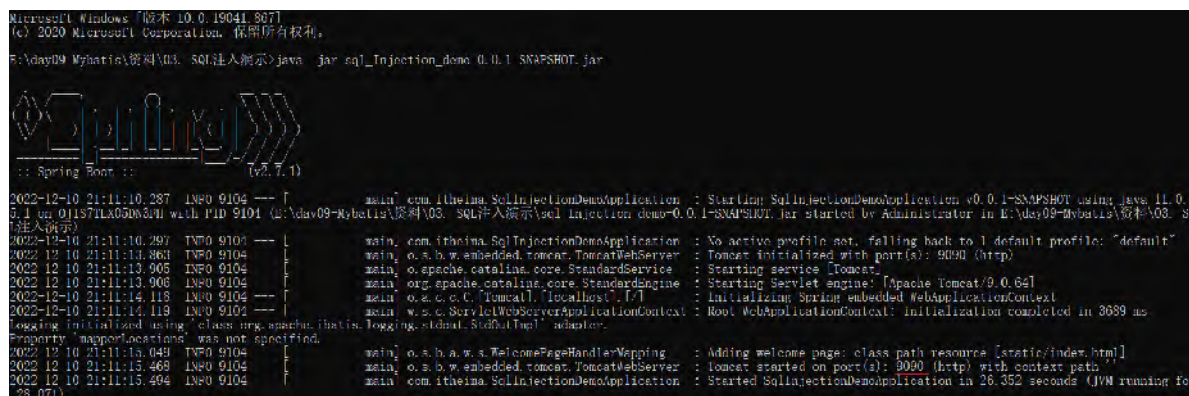 Microsoft Windows [版本 10.0.19041.867]
(c) 2020 Microsoft Corporation. 保留所有权利。
E:\day09-Mybatis\资料\03. SQL注入演示>java -jar sql_Injection_demo-0.0.1-SNAPSHOT.jar
:: Spring Boot :: (v2.7.1)
2022-12-10 21:11:10.287 INFO 9104 --- [ main] com.itheima.SqlInjectionDemoApplication : Starting SqlInjectionDemoApplication v0.0.1-SNAPSHOT using Java 11.0.
5.1 on with PID 9104 (E:\day09-Mybatis\资料\03. SQL注入演示\sql_Injection_demo-0.0.1-SNAPSHOT.jar started by Administrator in E:\day09-Mybatis\资料\03. S
注入演示)
2022-12-10 21:11:10.297 INFO 9104 --- [ main] com.itheima.SqlInjectionDemoApplication : No active profile set, falling back to 1 default profile: "default"
2022-12-10 21:11:13.863 INFO 9104 --- [ main] o.s.b.w.embedded.tomcat.TomcatWebServer : Tomcat initialized with port(s): 9090 (http)
2022-12-10 21:11:13.905 INFO 9104 --- [ main] o.apache.catalina.core.StandardService : Starting service [Tomcat]
2022-12-10 21:11:13.906 INFO 9104 --- [ main] org.apache.catalina.core.StandardEngine : Starting Servlet engine: [Apache Tomcat/9.0.64]
2022-12-10 21:11:14.118 INFO 9104 --- [ main] o.a.c.c.C.[Tomcat].[localhost].[/] : Initializing Spring embedded WebApplicationContext
2022-12-10 21:11:14.119 INFO 9104 --- [ main] w.s.c.ServletWebServerApplicationContext : Root WebApplicationContext: initialization completed in 3689 ms
Logging initialized using 'class org.apache.ibatis.logging.stdout.StdOutImpl' adapter.
Property 'mapperLocations' was not specified.
2022-12-10 21:11:15.049 INFO 9104 --- [ main] o.s.b.a.w.s.WelcomePageHandlerMapping : Adding welcome page: class path resource [static/index.html]
2022-12-10 21:11:15.468 INFO 9104 --- [ main] o.s.b.w.embedded.tomcat.TomcatWebServer : Tomcat started on port(s): 9090 (http) with context path ''
2022-12-10 21:11:15.494 INFO 9104 --- [ main] com.itheima.SqlInjectionDemoApplication : Started SqlInjectionDemoApplication in 26.352 seconds (JVM running fo
28.071)